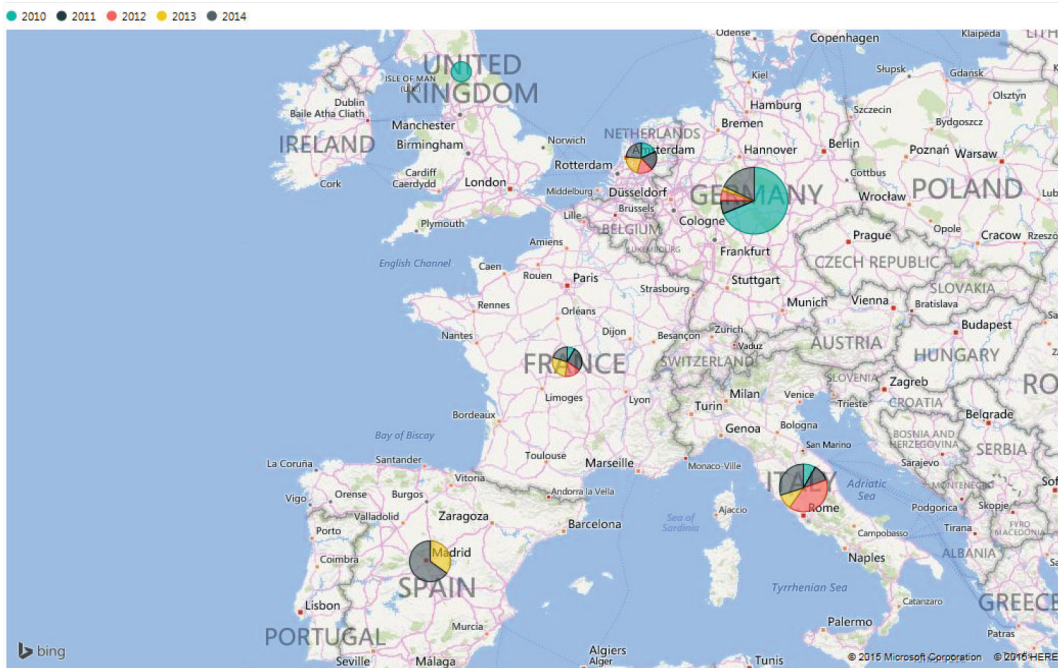 2010 2011 2012 2013 2014
Odense
Copenhagen
Klaipėda
UNITED
KINGDOM
ISLE OF MAN
(U.K.)
Kiel
Słupsk
Gdańsk
Dublin
Baile Átha Cliath
IRELAND
Manchester
Birmingham
Norwich
NETHERLANDS
Amsterdam
Rotterdam
Hamburg
Bremen
Hannover
Berlin
Szczecin
Olsztyn
Bydgoszcz
Poznań
Warsaw
Cork
Cardiff
Caerdydd
London
Middelburg
Düsseldorf
GERMANY
Cottbus
POLAND
Wrocław
Plymouth
Lille
Brussels
BELGIUM
Cologne
LUXEMBOURG
Frankfurt
Prague
Opole
Cracow
CZECH REPUBLIC
English Channel
Amiens
Caen
Rouen
Paris
Strasbourg
Stuttgart
SLOVAKIA
Rennes
Orléans
Munich
Vienna
Bratislava
Nantes
Dijon
Besançon
Zurich
Vaduz
AUSTRIA
Budapest
HUNGARY
FRANCE
SWITZERLAND
Limoges
Lyon
SLOVENIA
Zagreb
CROATIA
Trieste
Milan
Venice
Turin
Bordeaux
Genoa
Bologna
Belgrade
BOSNIA AND
HERZEGOVINA
Bay of Biscay
San Marino
SERBIA
Toulouse
Marseille
Monaco-Ville
Sarajevo
La Coruña
Santander
Andorra la Vella
ITALY
Adriatic
Sea
MONTENEGRO
Podgorica
Skopje
Vigo
Orense
Burgos
Vitoria
Valladolid
Zaragoza
Barcelona
Ajaccio
Rome
Sea of
Sardinia
Campobasso
Tirana
FYRO
MACEDONIA
ALBANIA
Porto
Coimbra
Madrid
SPAIN
Naples
Tyrrhenian Sea
Catanzaro
GREECE
Lisbon
PORTUGAL
Murcia
Palermo
Patras
bing
Seville
Málaga
Algiers
Alger
Tunis
© 2015 Microsoft Corporation © 2015 HERE